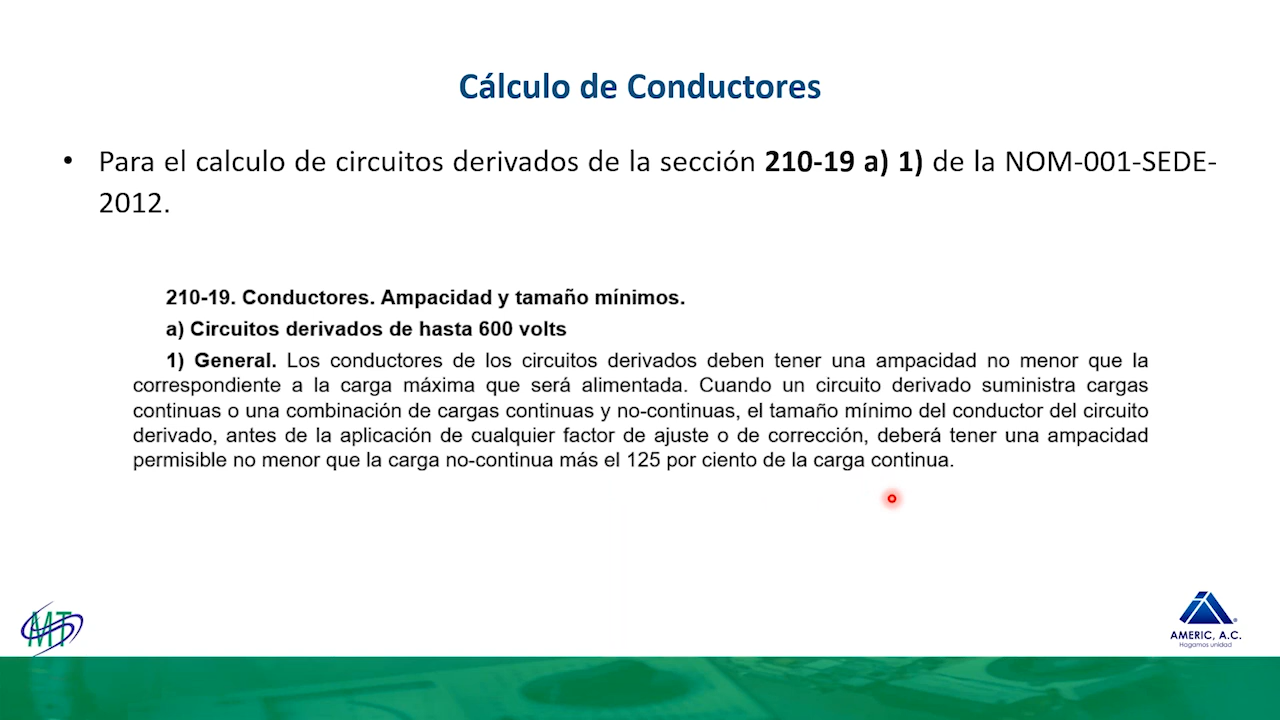 Cálculo de Conductores
• Para el calculo de circuitos derivados de la sección 210-19 a) 1) de la NOM-001-SEDE-
2012.
210-19. Conductores. Ampacidad y tamaño mínimos.
a) Circuitos derivados de hasta 600 volts
1) General. Los conductores de los circuitos derivados deben tener una ampacidad no menor que la
correspondiente a la carga máxima que será alimentada. Cuando un circuito derivado suministra cargas
continuas o una combinación de cargas continuas y no-continuas, el tamaño mínimo del conductor del circuito
derivado, antes de la aplicación de cualquier factor de ajuste o de corrección, deberá tener una ampacidad
permisible no menor que la carga no-continua más el 125 por ciento de la carga continua.
MT
AMERIC, A.C.
Hagamos unidad